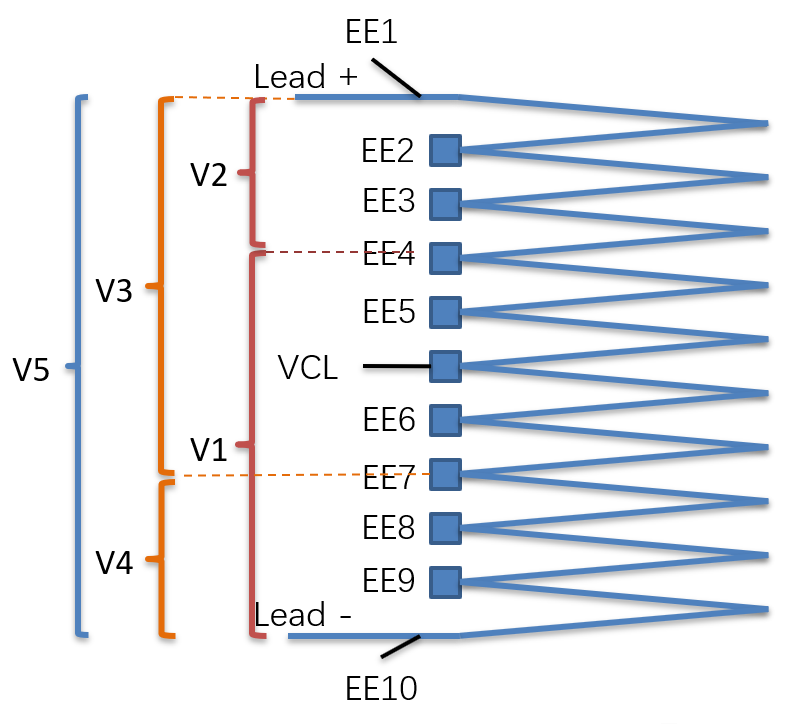 EE1
Lead +
EE2
V2
EE3
EE4
V3
EE5
V5
VCL
EE6
V1
EE7
EE8
V4
EE9
Lead -
EE10